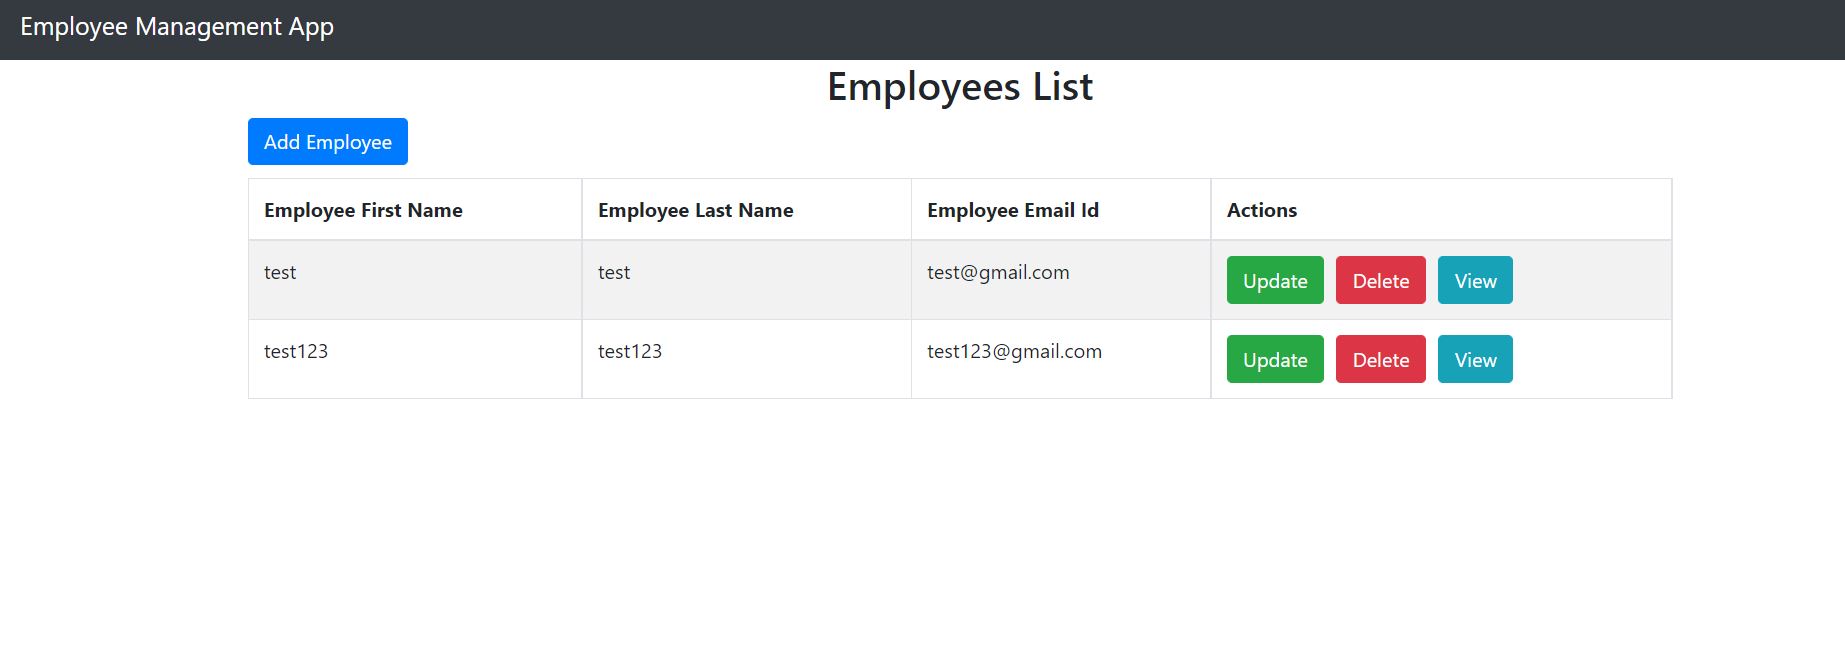 Employee Management App
Employees List
Add Employee
Employee First Name Employee Last Name Employee Email Id Actions
test test test@gmail.com Update Delete View
test123 test123 test123@gmail.com Update Delete View